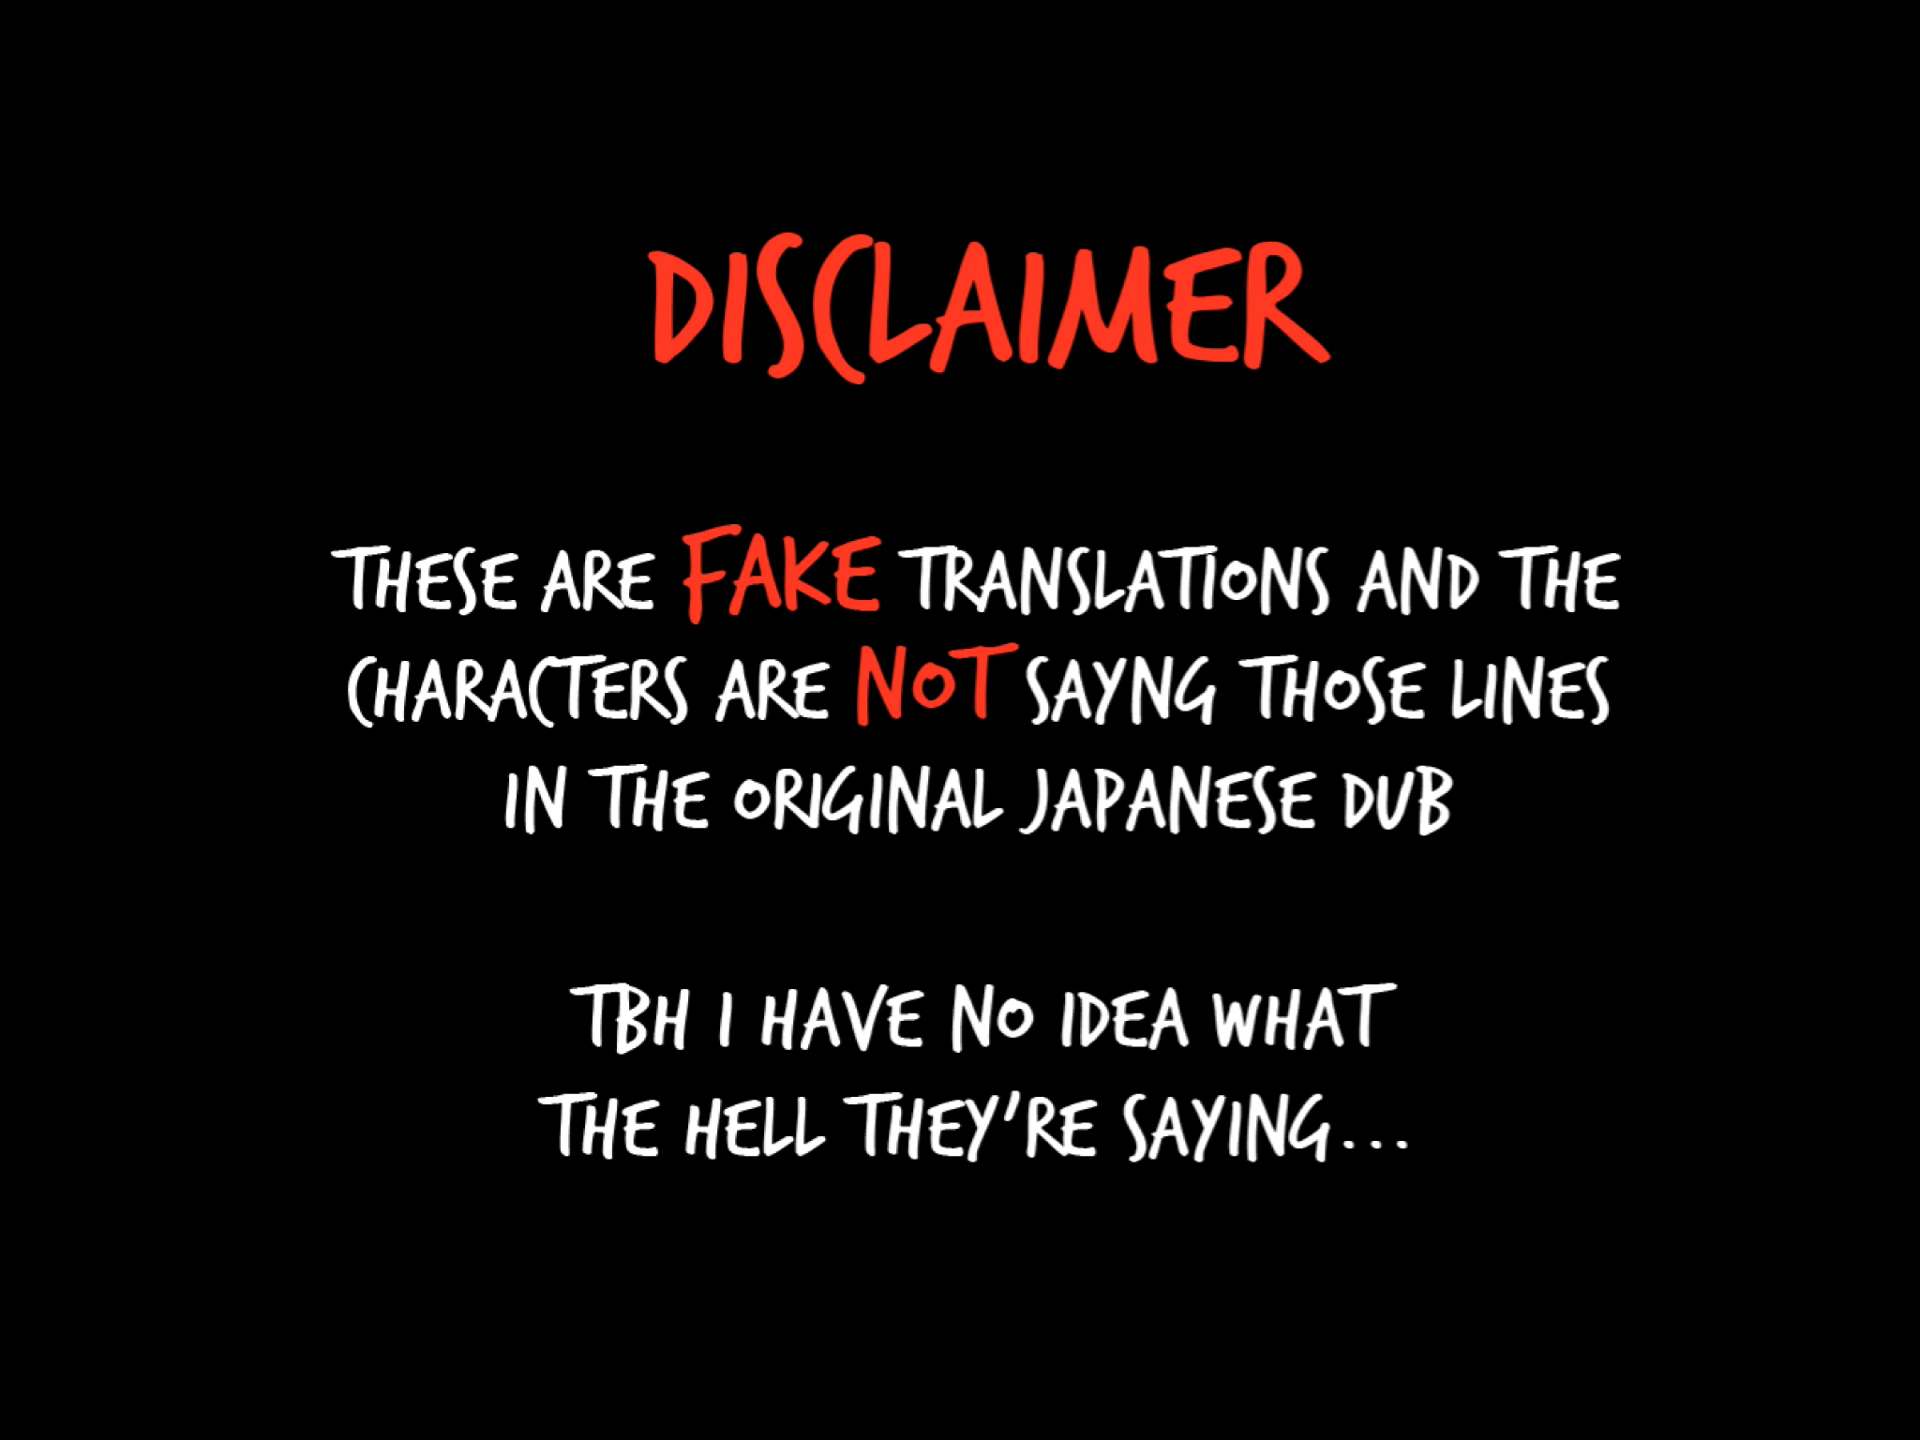 DISCLAIMER
THESE ARE FAKE TRANSLATIONS AND THE
CHARACTERS ARE NOT SAYNG THOSE LINES
IN THE ORIGINAL JAPANESE DUB
TBH I HAVE NO IDEA WHAT
THE HELL THEY'RE SAYING...